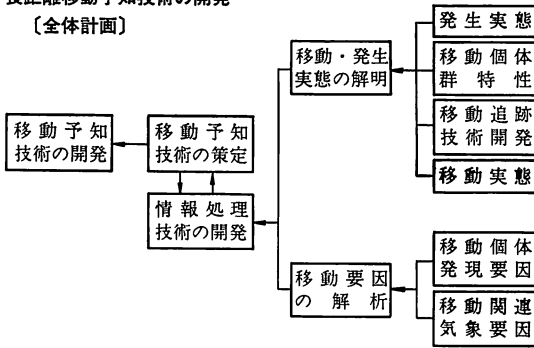 長距離移動予知技術の開発
〔全体計画〕
移動予知
技術の開発
移動予知
技術の策定
情報処理
技術の開発
移動・発生
実態の解明
移動要因
の解析
発生実態
移動個体
群特性
移動追跡
技術開発
移動実態
移動個体
発現要因
移動関連
気象要因